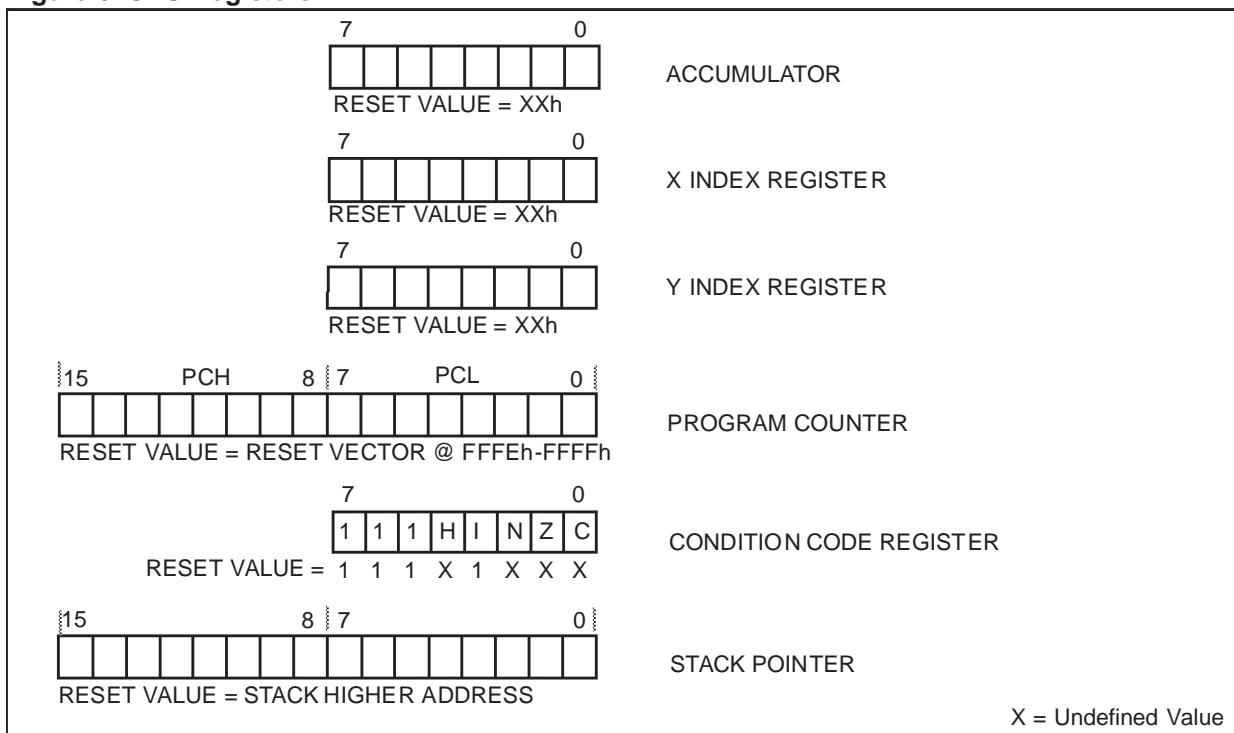 7 0
ACCUMULATOR
RESET VALUE = XXh
7 0
X INDEX REGISTER
RESET VALUE = XXh
7 0
Y INDEX REGISTER
RESET VALUE = XXh
15 PCH 8 7 PCL 0
PROGRAM COUNTER
RESET VALUE = RESET VECTOR @ FFFEh-FFFFh
7 0
1 1 1 H I N Z C
CONDITION CODE REGISTER
RESET VALUE = 1 1 1 X 1 X X X
15 8 7 0
STACK POINTER
RESET VALUE = STACK HIGHER ADDRESS
X = Undefined Value